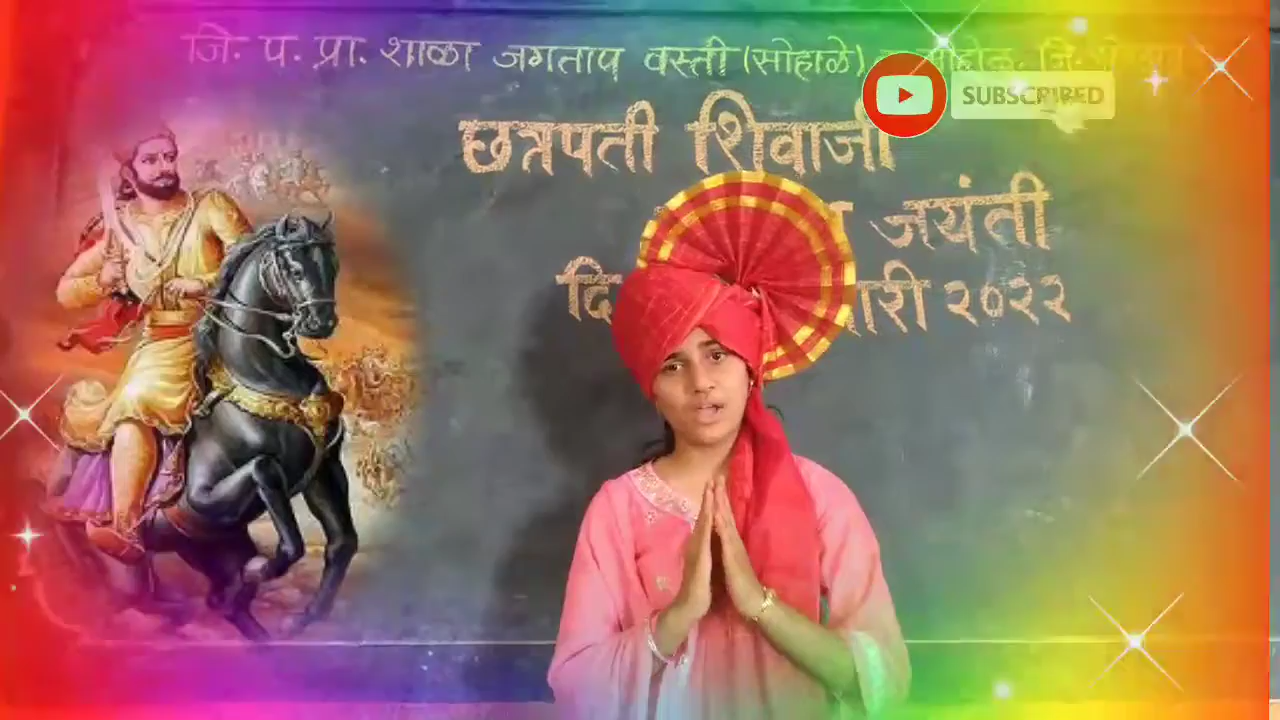 जि. प. प्रा. शाळा जगताप वस्ती (सोहाळे)
SUBSCRIBED
छत्रपती शिवाजी
जयंती
दि २०२२